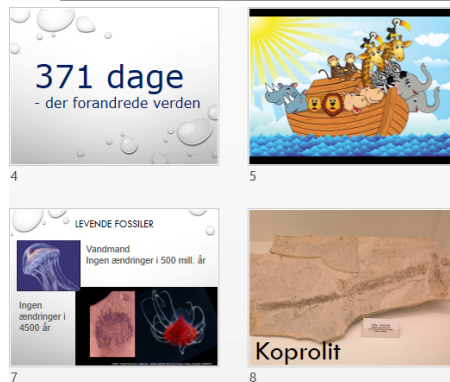 371 dage
- der forandrede verden
4
5
LEVENDE FOSSILER
Vandmand
Ingen ændringer i 500 mill. år
Ingen
ændringer i
4500 år
7
Koprolit
8